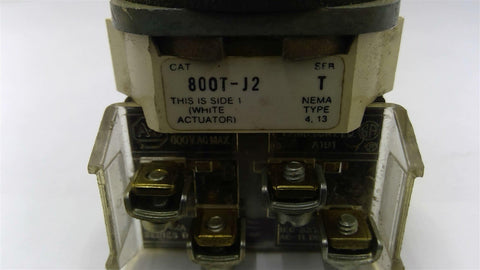 CAT SER
800T-J2 T
THIS IS SIDE 1 NEMA
(WHITE TYPE
ACTUATOR) 4, 13
600V AC MAX